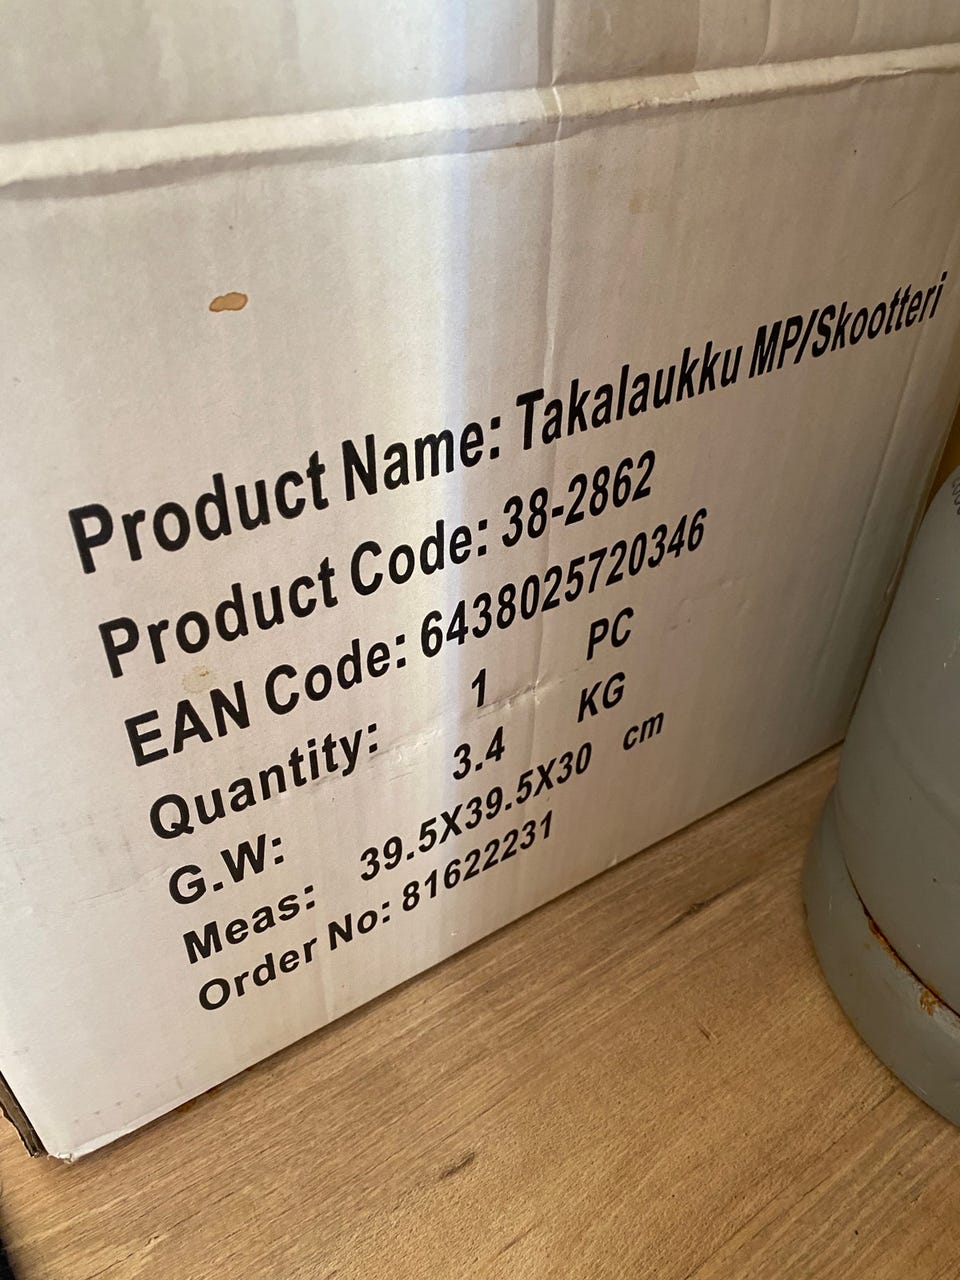 Product Name: Takalaukku MP/Skootteri
Product Code: 38-2862
EAN Code: 6438025720346
Quantity: 1 PC
G.W: 3.4 KG
Meas: 39.5X39.5X30 cm
Order No: 81622231